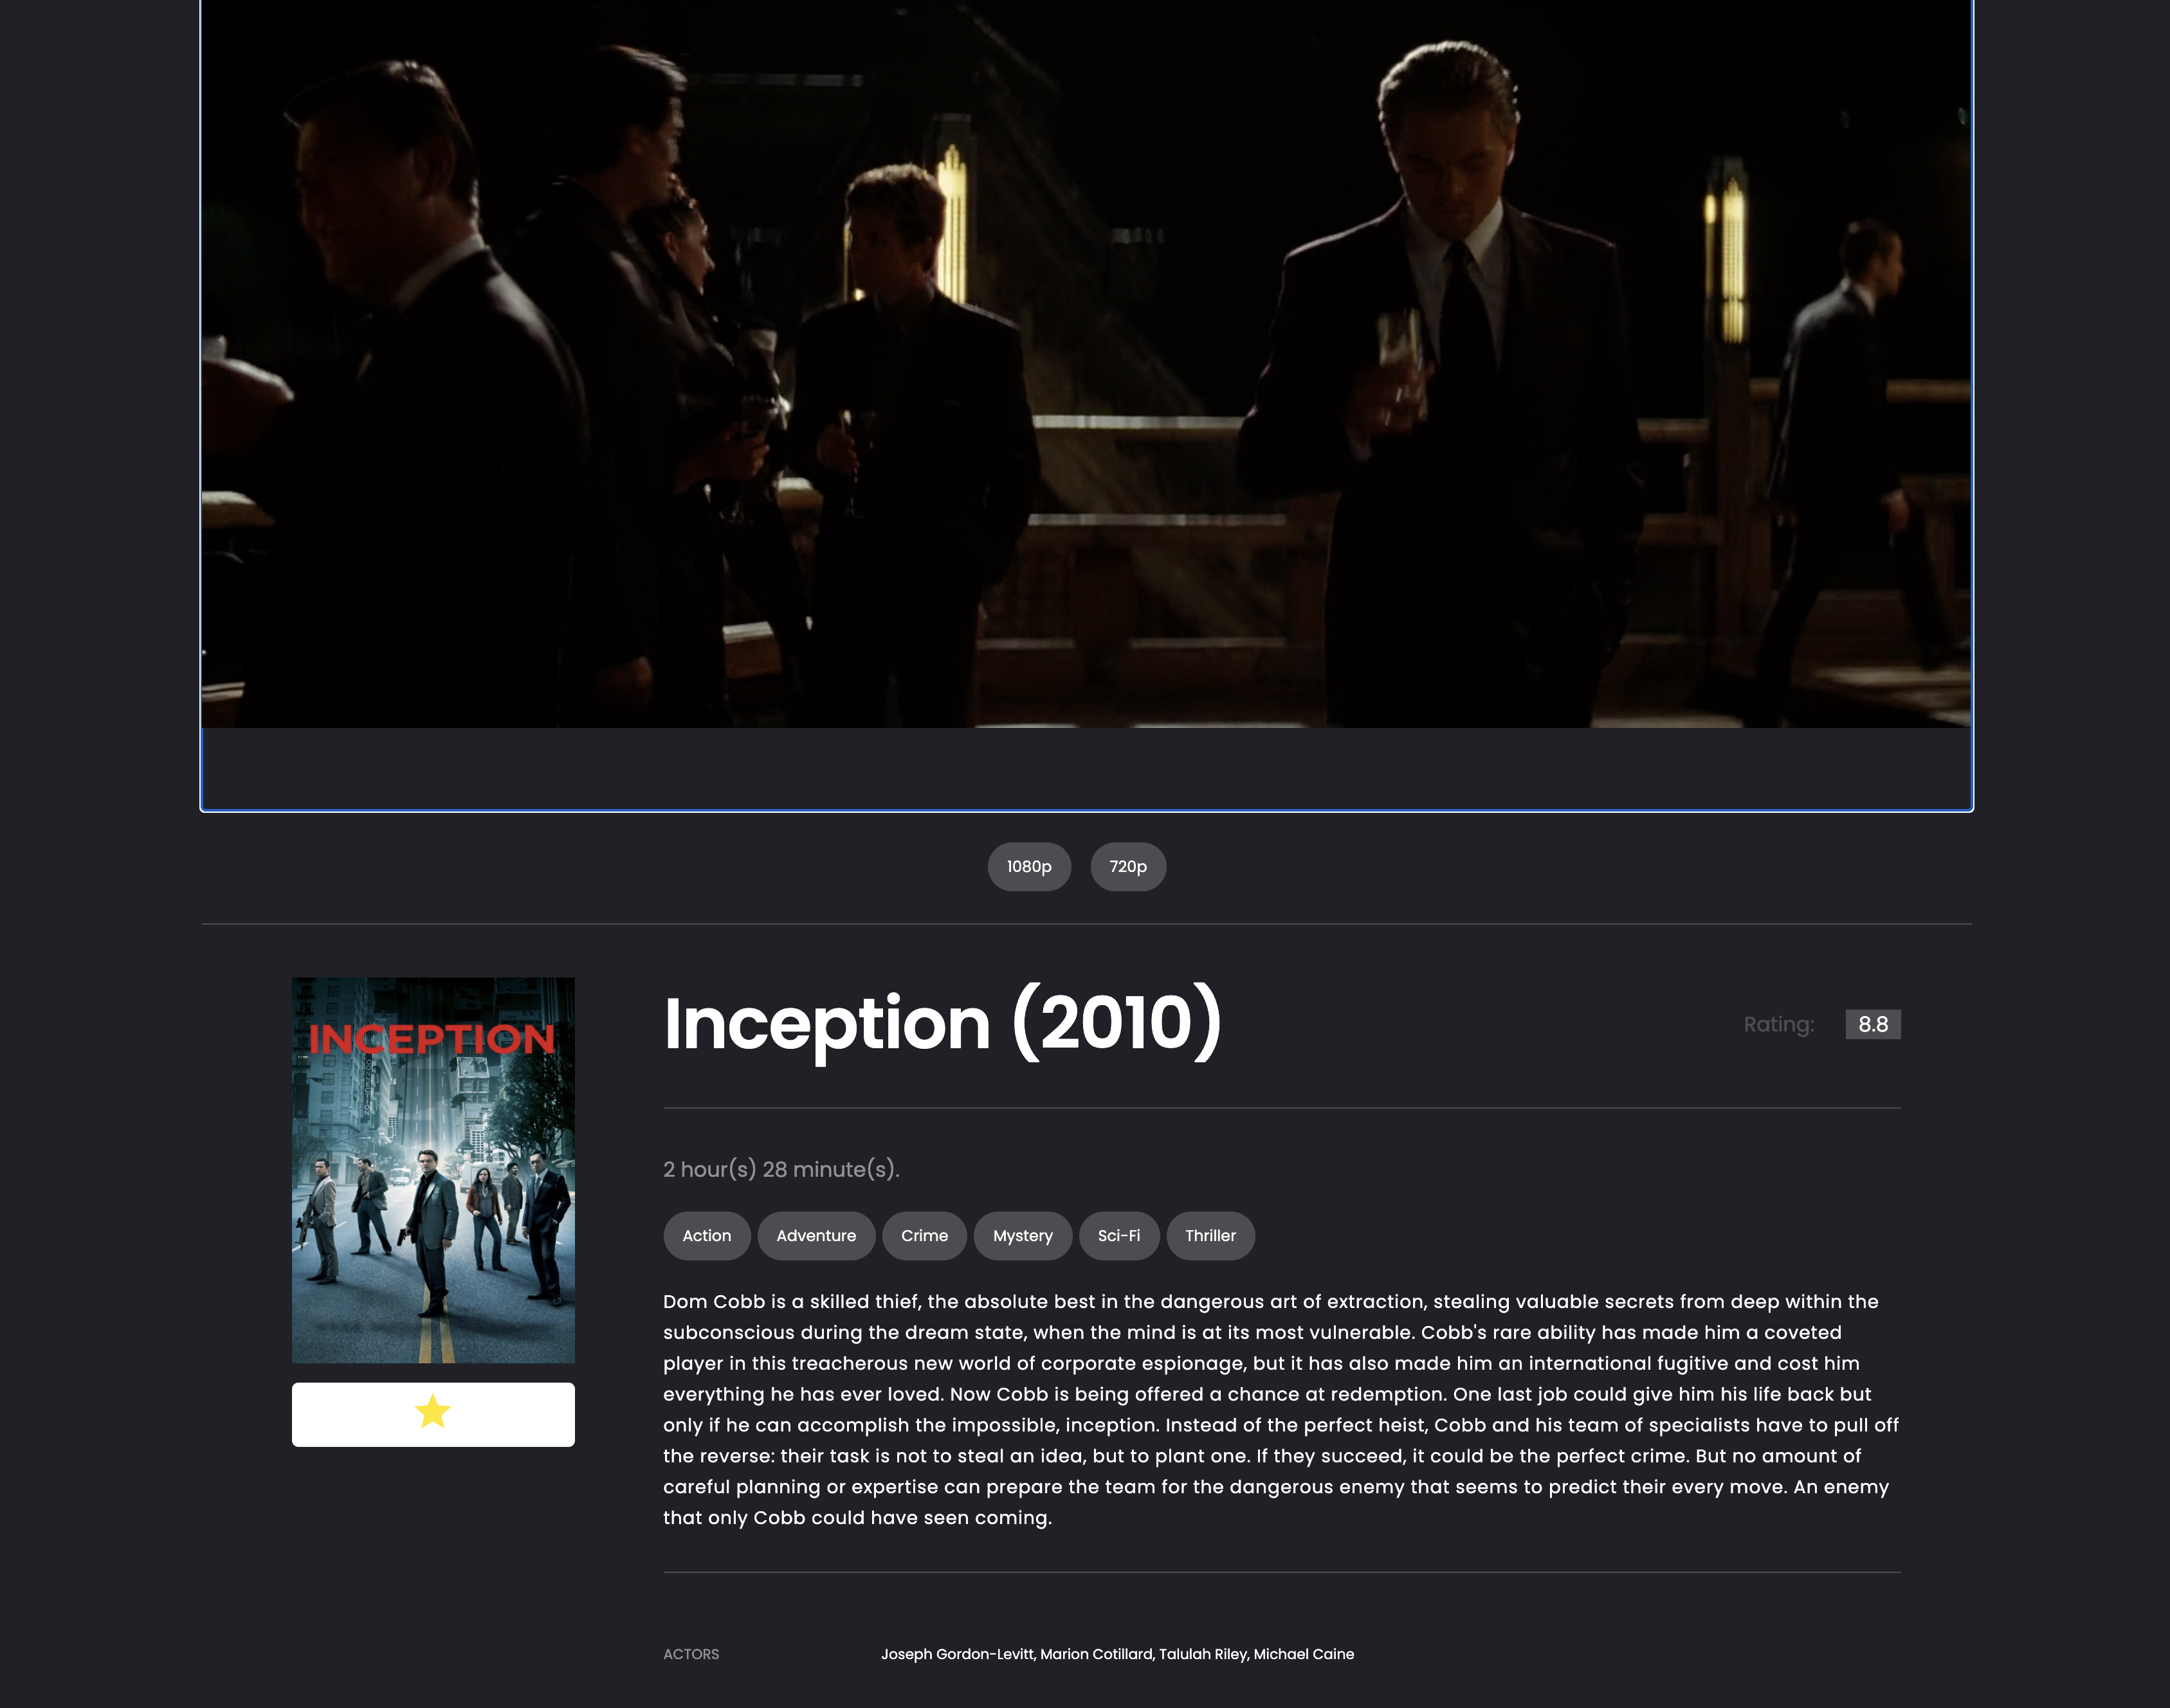 1080p
720p
INCEPTION
Inception (2010)
Rating:
8.8
2 hour(s) 28 minute(s).
Action
Adventure
Crime
Mystery
Sci-Fi
Thriller
Dom Cobb is a skilled thief, the absolute best in the dangerous art of extraction, stealing valuable secrets from deep within the
subconscious during the dream state, when the mind is at its most vulnerable. Cobb's rare ability has made him a coveted
player in this treacherous new world of corporate espionage, but it has also made him an international fugitive and cost him
everything he has ever loved. Now Cobb is being offered a chance at redemption. One last job could give him his life back but
only if he can accomplish the impossible, inception. Instead of the perfect heist, Cobb and his team of specialists have to pull off
the reverse: their task is not to steal an idea, but to plant one. If they succeed, it could be the perfect crime. But no amount of
careful planning or expertise can prepare the team for the dangerous enemy that seems to predict their every move. An enemy
that only Cobb could have seen coming.
ACTORS
Joseph Gordon-Levitt, Marion Cotillard, Talulah Riley, Michael Caine